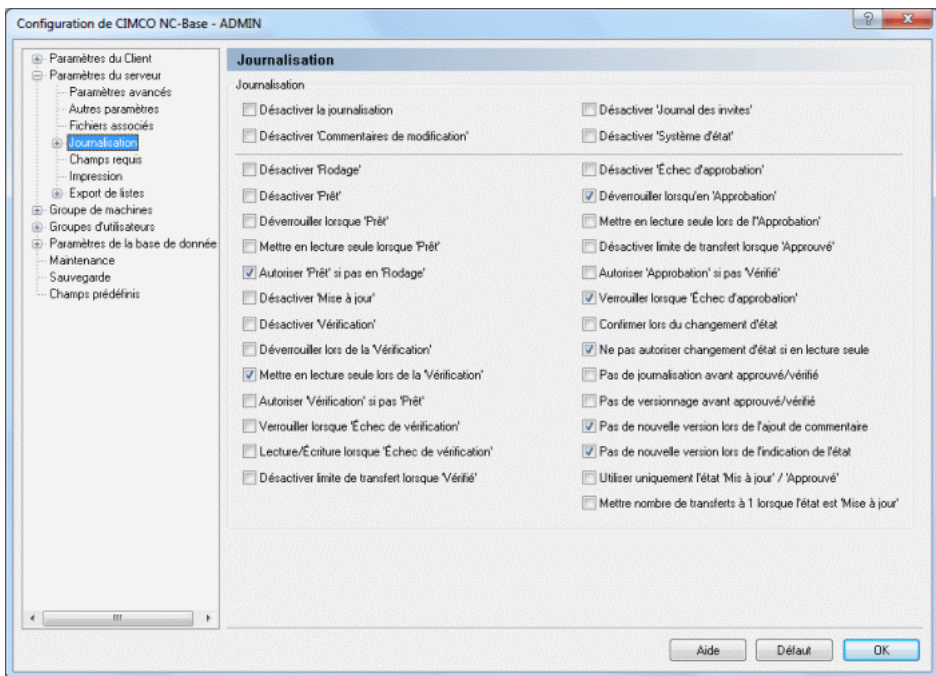 Configuration de CIMCO NC-Base - ADMIN
Paramètres du Client
Paramètres du serveur
Paramètres avancés
Autres paramètres
Fichiers associés
Journalisation
Champs requis
Impression
Export de listes
Groupe de machines
Groupes d'utilisateurs
Paramètres de la base de donnée
Maintenance
Sauvegarde
Champs prédéfinis
Journalisation
Journalisation
Désactiver la journalisation
Désactiver 'Commentaires de modification'
Désactiver 'Journal des invites'
Désactiver 'Système d'état'
Désactiver 'Rodage'
Désactiver 'Prêt'
Déverrouiller lorsque 'Prêt'
Mettre en lecture seule lorsque 'Prêt'
Autoriser 'Prêt' si pas en 'Rodage'
Désactiver 'Mise à jour'
Désactiver 'Vérification'
Déverrouiller lors de la 'Vérification'
Mettre en lecture seule lors de la 'Vérification'
Autoriser 'Vérification' si pas 'Prêt'
Verrouiller lorsque 'Échec de vérification'
Lecture/Écriture lorsque 'Échec de vérification'
Désactiver limite de transfert lorsque 'Vérifié'
Désactiver 'Échec d'approbation'
Déverrouiller lorsqu'en 'Approbation'
Mettre en lecture seule lors de l''Approbation'
Désactiver limite de transfert lorsque 'Approuvé'
Autoriser 'Approbation' si pas 'Vérifié'
Verrouiller lorsque 'Échec d'approbation'
Confirmer lors du changement d'état
Ne pas autoriser changement d'état si en lecture seule
Pas de journalisation avant approuvé/vérifié
Pas de versionnage avant approuvé/vérifié
Pas de nouvelle version lors de l'ajout de commentaire
Pas de nouvelle version lors de l'indication de l'état
Utiliser uniquement l'état 'Mis à jour' / 'Approuvé'
Mettre nombre de transferts à 1 lorsque l'état est 'Mise à jour'
Aide
Défaut
OK